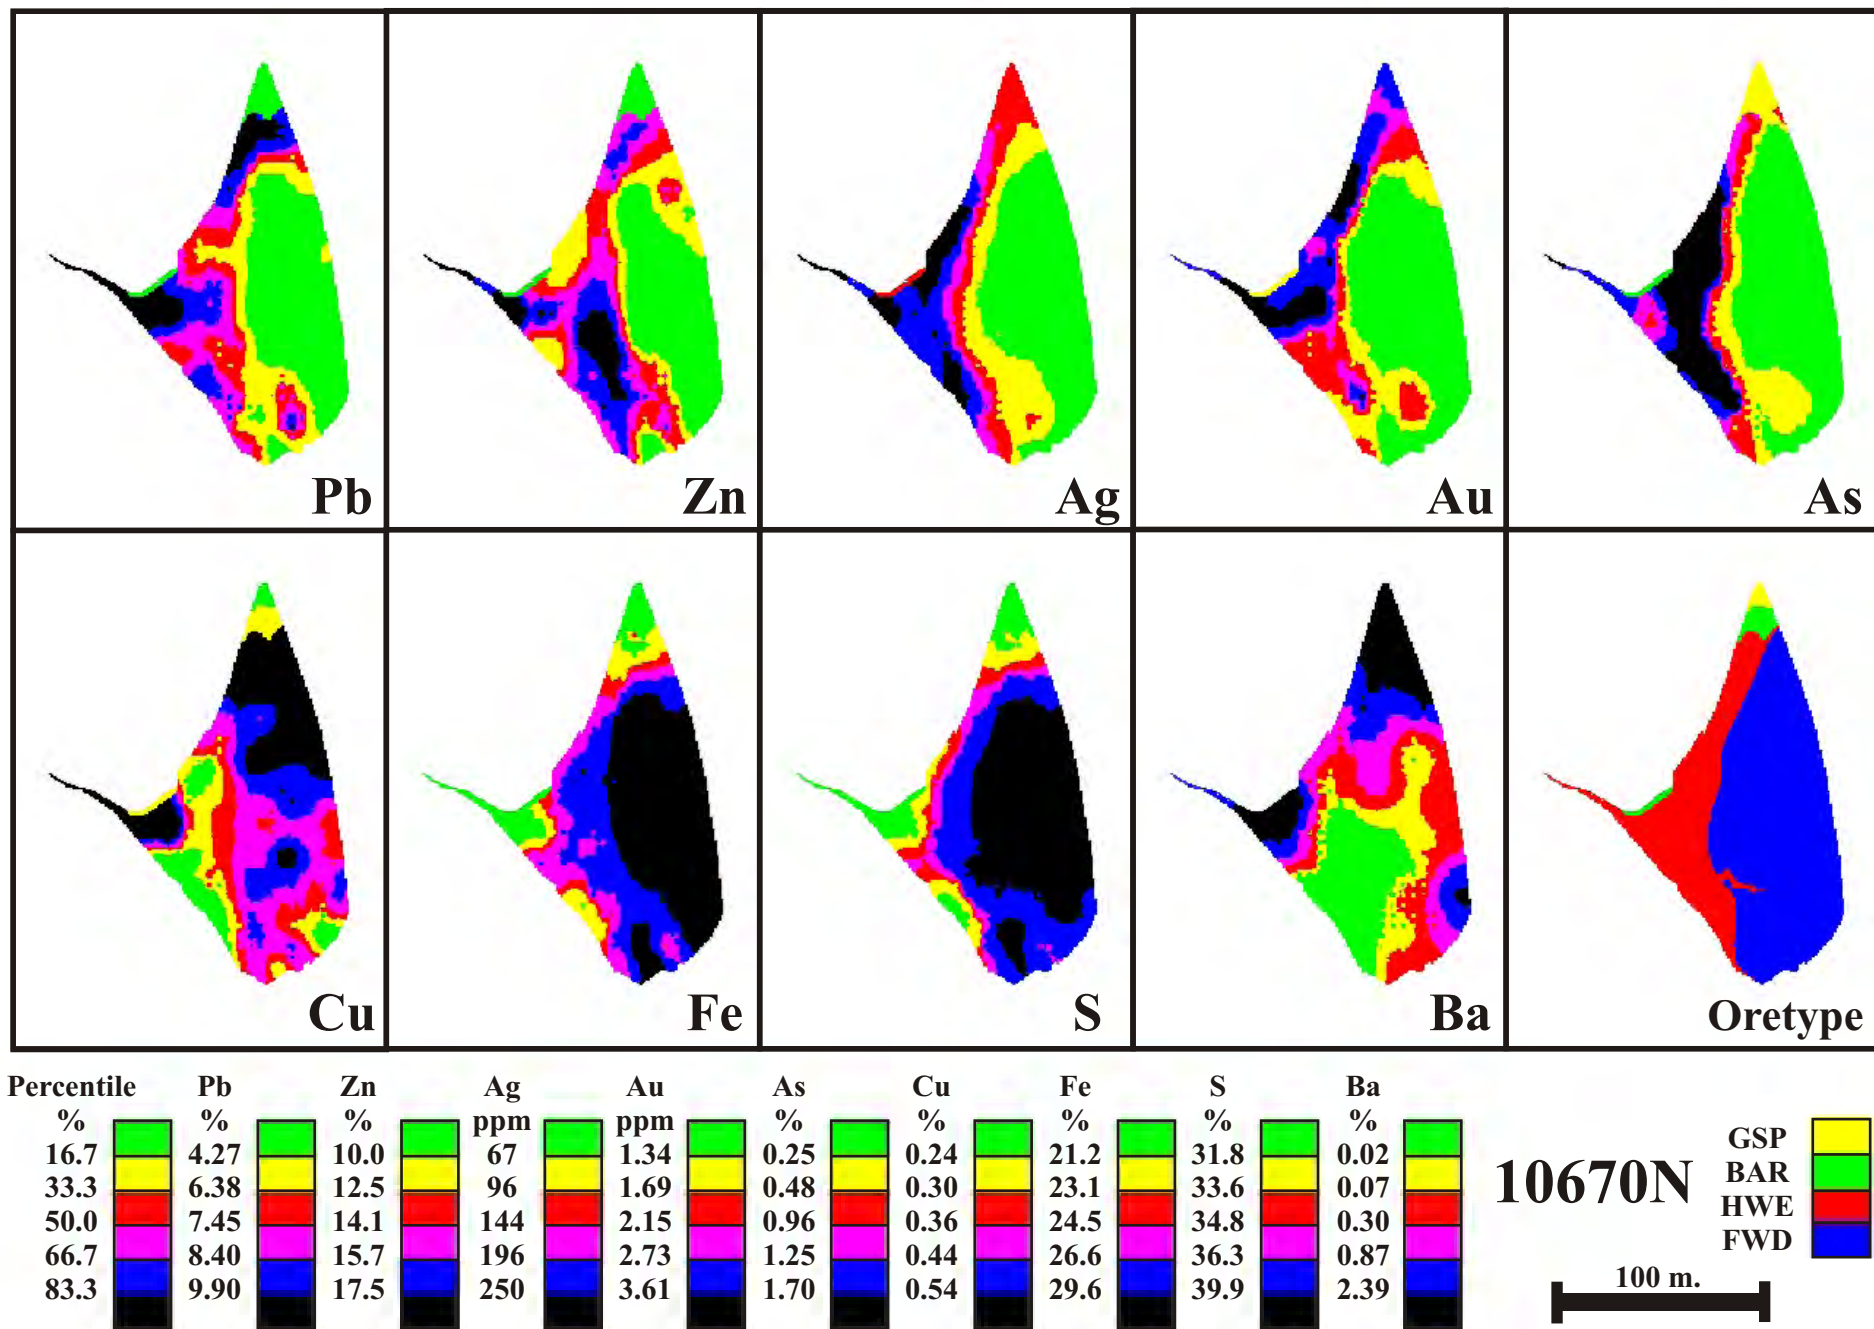 Pb Zn Ag Au As
Cu Fe S Ba Oretype
Percentile Pb Zn Ag Au As Cu Fe S Ba
% % % ppm ppm % % % % %
16.7 4.27 10.0 67 1.34 0.25 0.24 21.2 31.8 0.02
33.3 6.38 12.5 96 1.69 0.48 0.30 23.1 33.6 0.07
50.0 7.45 14.1 144 2.15 0.96 0.36 24.5 34.8 0.30
66.7 8.40 15.7 196 2.73 1.25 0.44 26.6 36.3 0.87
83.3 9.90 17.5 250 3.61 1.70 0.54 29.6 39.9 2.39
10670N
GSP
BAR
HWE
FWD
100 m.